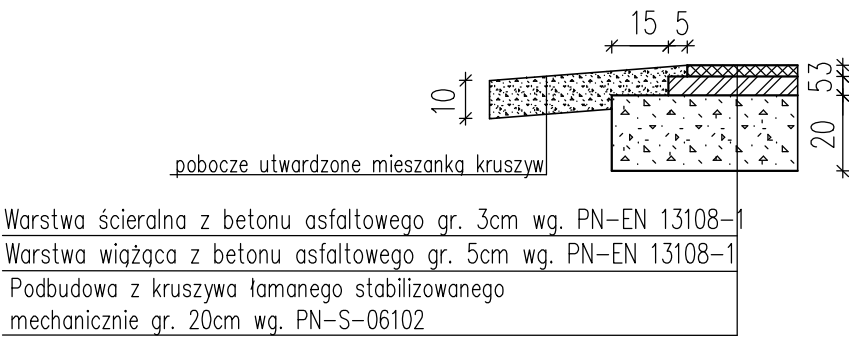 15 5
53
10
20
pobocze utwardzone mieszanką kruszyw
Warstwa ścieralna z betonu asfaltowego gr. 3cm wg. PN-EN 13108-1
Warstwa wiążąca z betonu asfaltowego gr. 5cm wg. PN-EN 13108-1
Podbudowa z kruszywa łamanego stabilizowanego
mechanicznie gr. 20cm wg. PN-S-06102